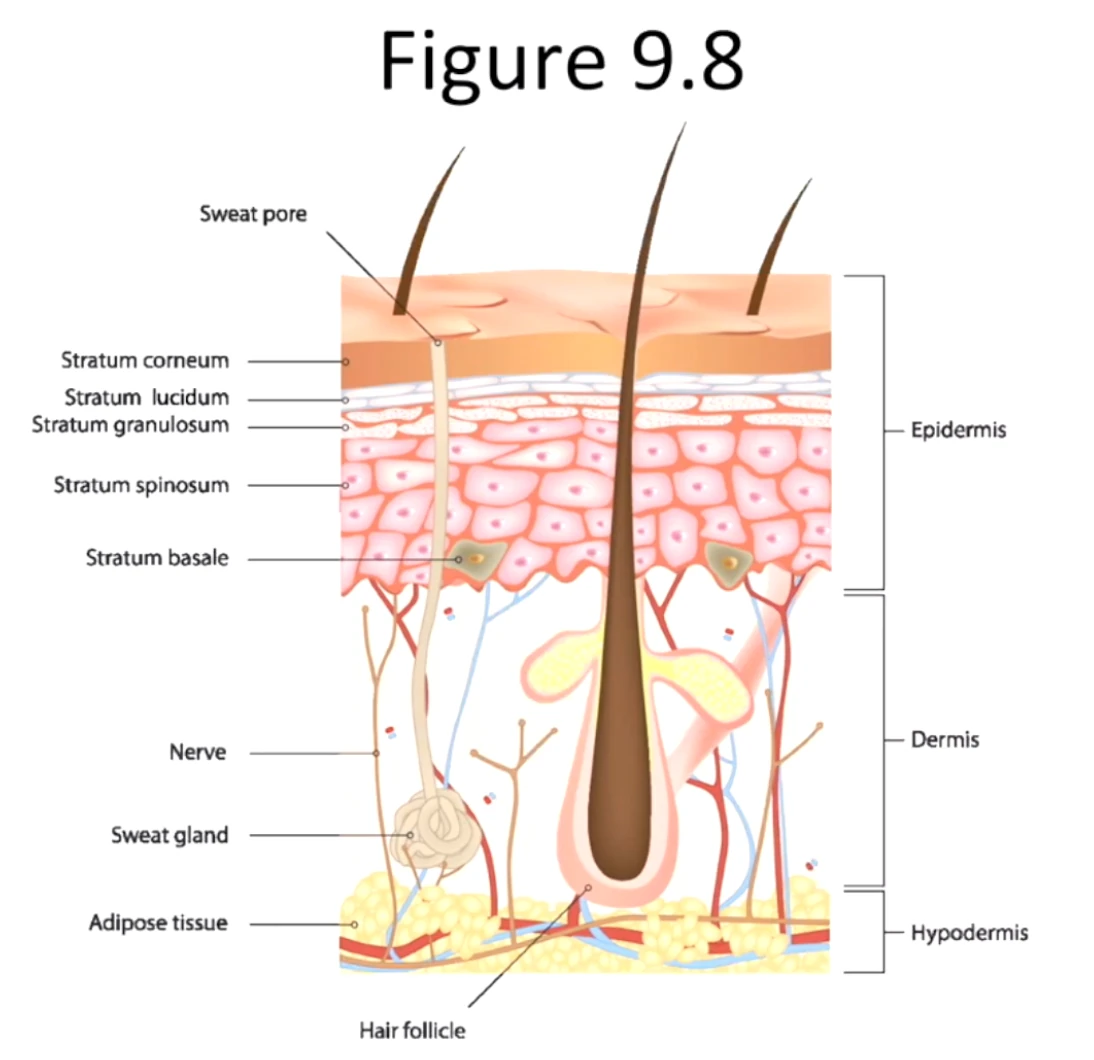 Figure 9.8
Sweat pore
Stratum corneum
Stratum lucidum
Stratum granulosum
Stratum spinosum
Stratum basale
Nerve
Sweat gland
Adipose tissue
Hair follicle
Epidermis
Dermis
Hypodermis